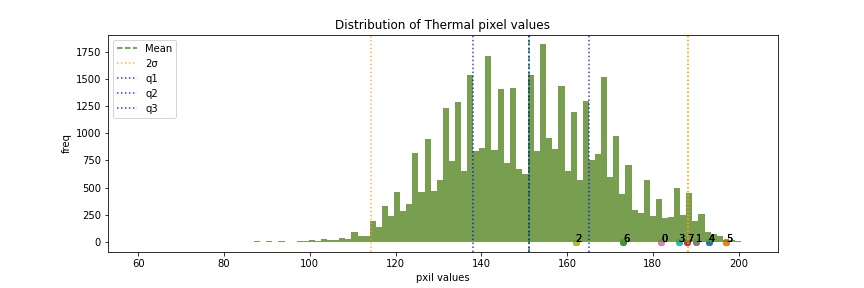 Distribution of Thermal pixel values
Mean
2σ
q1
q2
q3
1750
1500
1250
1000
750
500
250
0
freq
2 6 0 3 7 1 4 5
60 80 100 120 140 160 180 200
pxil values